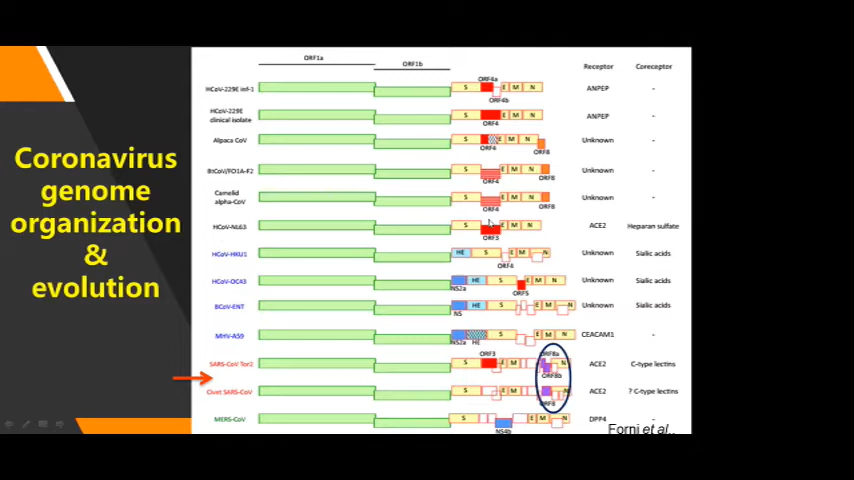 Coronavirus
genome
organization
&
evolution
ORF1a
ORF1b
Receptor
Coreceptor
HCoV-229E inf-1
S
ORF4a
ORF4b
E M N
ANPEP
-
HCoV-229E
clinical isolate
S
ORF4
E M N
ANPEP
-
Alpaca CoV
S
ORF4
E M N
ORF8
Unknown
-
BtCoV/FO1A-F2
S
ORF4
E M N
ORF8
Unknown
-
Camelid
alpha-CoV
S
ORF4
E M N
ORF8
Unknown
-
HCoV-NL63
S
ORF3
E M N
ACE2
Heparan sulfate
HCoV-HKU1
HE S
ORF4
E M N
Unknown
Sialic acids
HCoV-OC43
NS2a
HE S
ORF5
E M N
Unknown
Sialic acids
BCoV-ENT
NS
HE S
E M N
Unknown
Sialic acids
MHV-A59
NS2a HE
S
E M N
CEACAM1
-
SARS-CoV Tor2
S
ORF3
E M
ORF8a
ORF8b
N
ACE2
C-type lectins
Civet SARS-CoV
S
E M
ORF8
N
ACE2
? C-type lectins
MERS-CoV
S
NS4b
E M N
DPP4
-
Forni et al.,